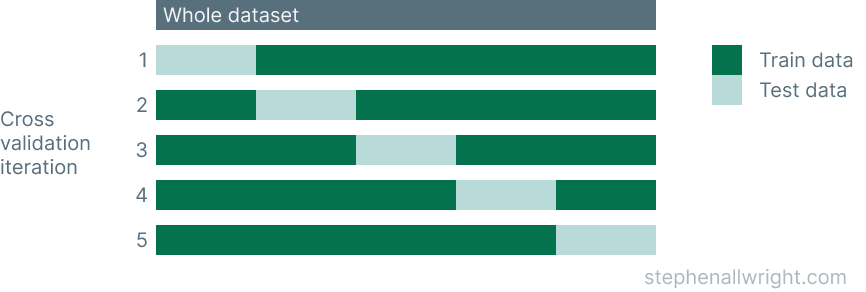 Whole dataset
1
2
3
4
5
Cross
validation
iteration
Train data
Test data
stephenallwright.com